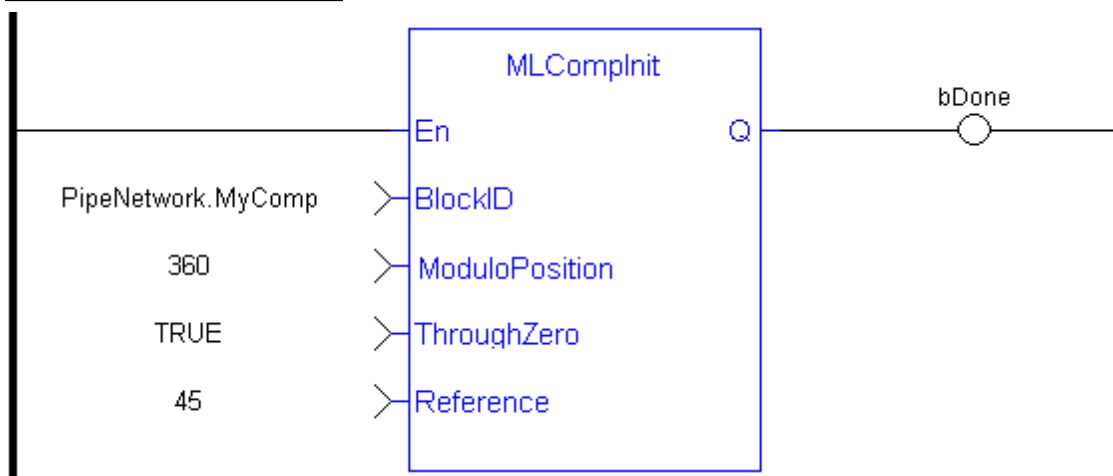 MLCompInit
bDone
En
Q
PipeNetwork.MyComp
BlockID
360
ModuloPosition
TRUE
ThroughZero
45
Reference